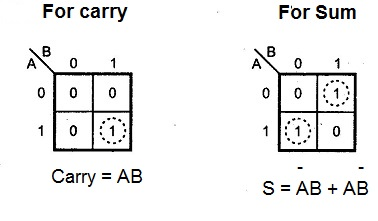 For carry
For Sum
B
A 0 1
0 0 0
1 0 1
Carry = AB
B
A 0 1
0 0 1
1 1 0
S = A̅B + AB̅